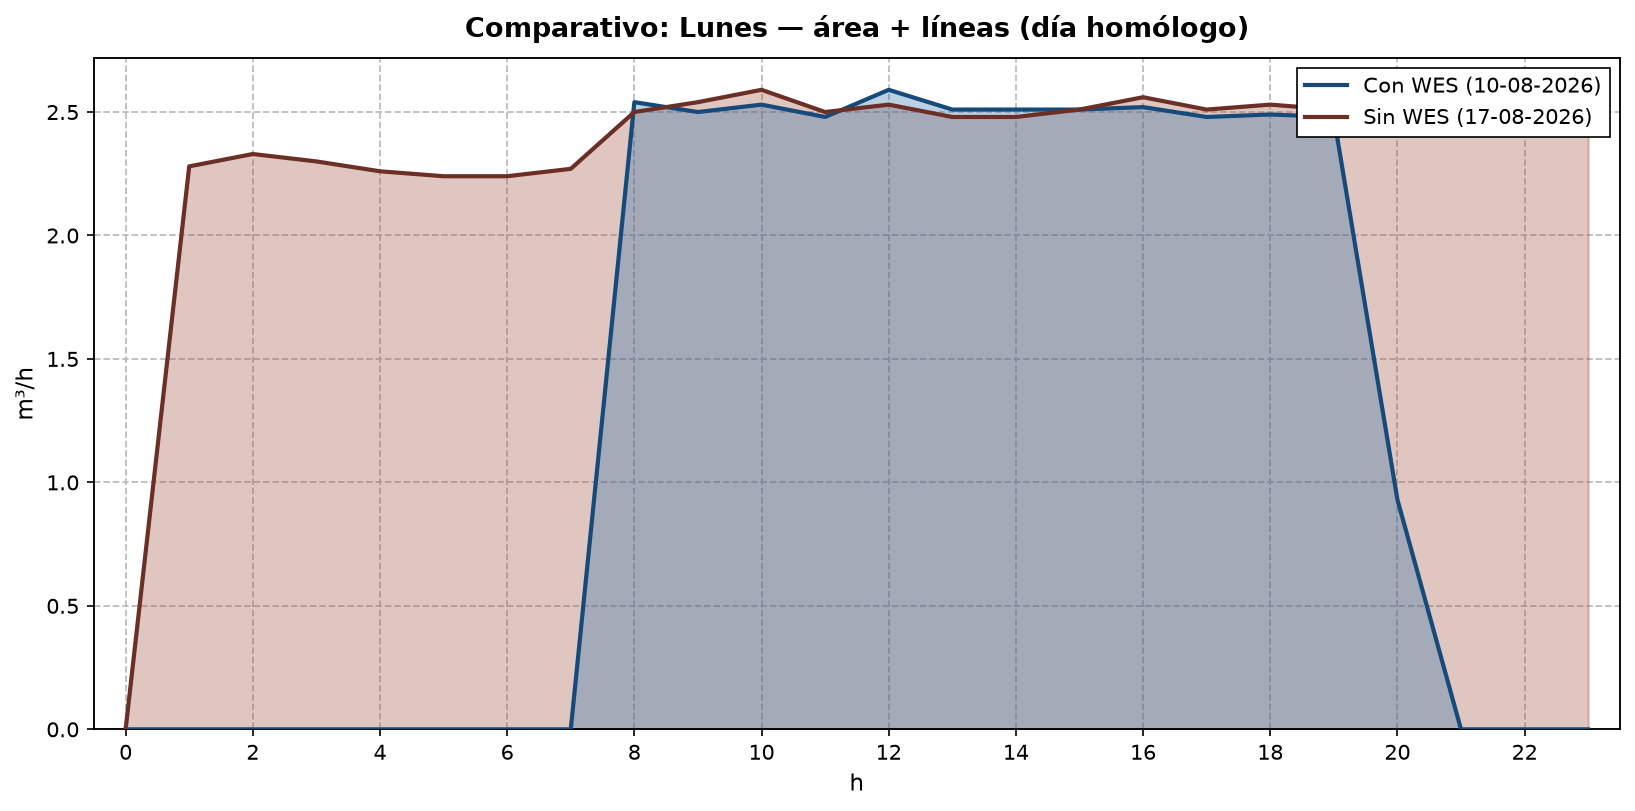 Comparativo: Lunes — área + líneas (día homólogo)
Con WES (10-08-2026)
Sin WES (17-08-2026)
2.5
2.0
1.5
1.0
0.5
0.0
m³/h
0 2 4 6 8 10 12 14 16 18 20 22
h